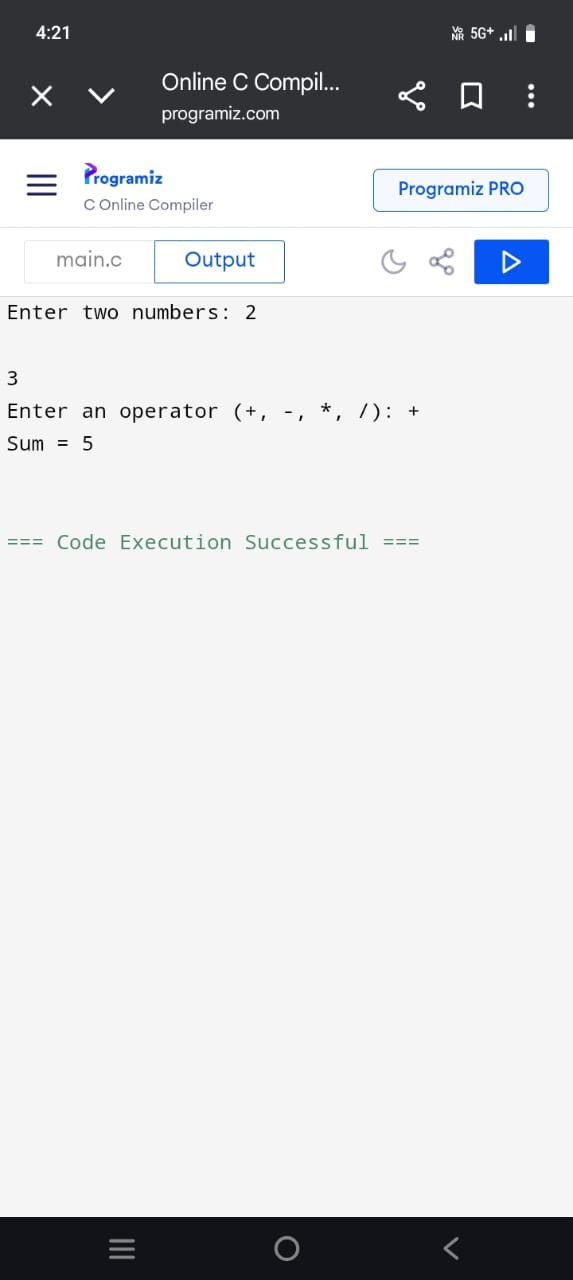 4:21
Vo NR 5G+
Online C Compil...
programiz.com
Programiz
C Online Compiler
Programiz PRO
main.c
Output
Enter two numbers: 2
3
Enter an operator (+, -, *, /): +
Sum = 5
=== Code Execution Successful ===